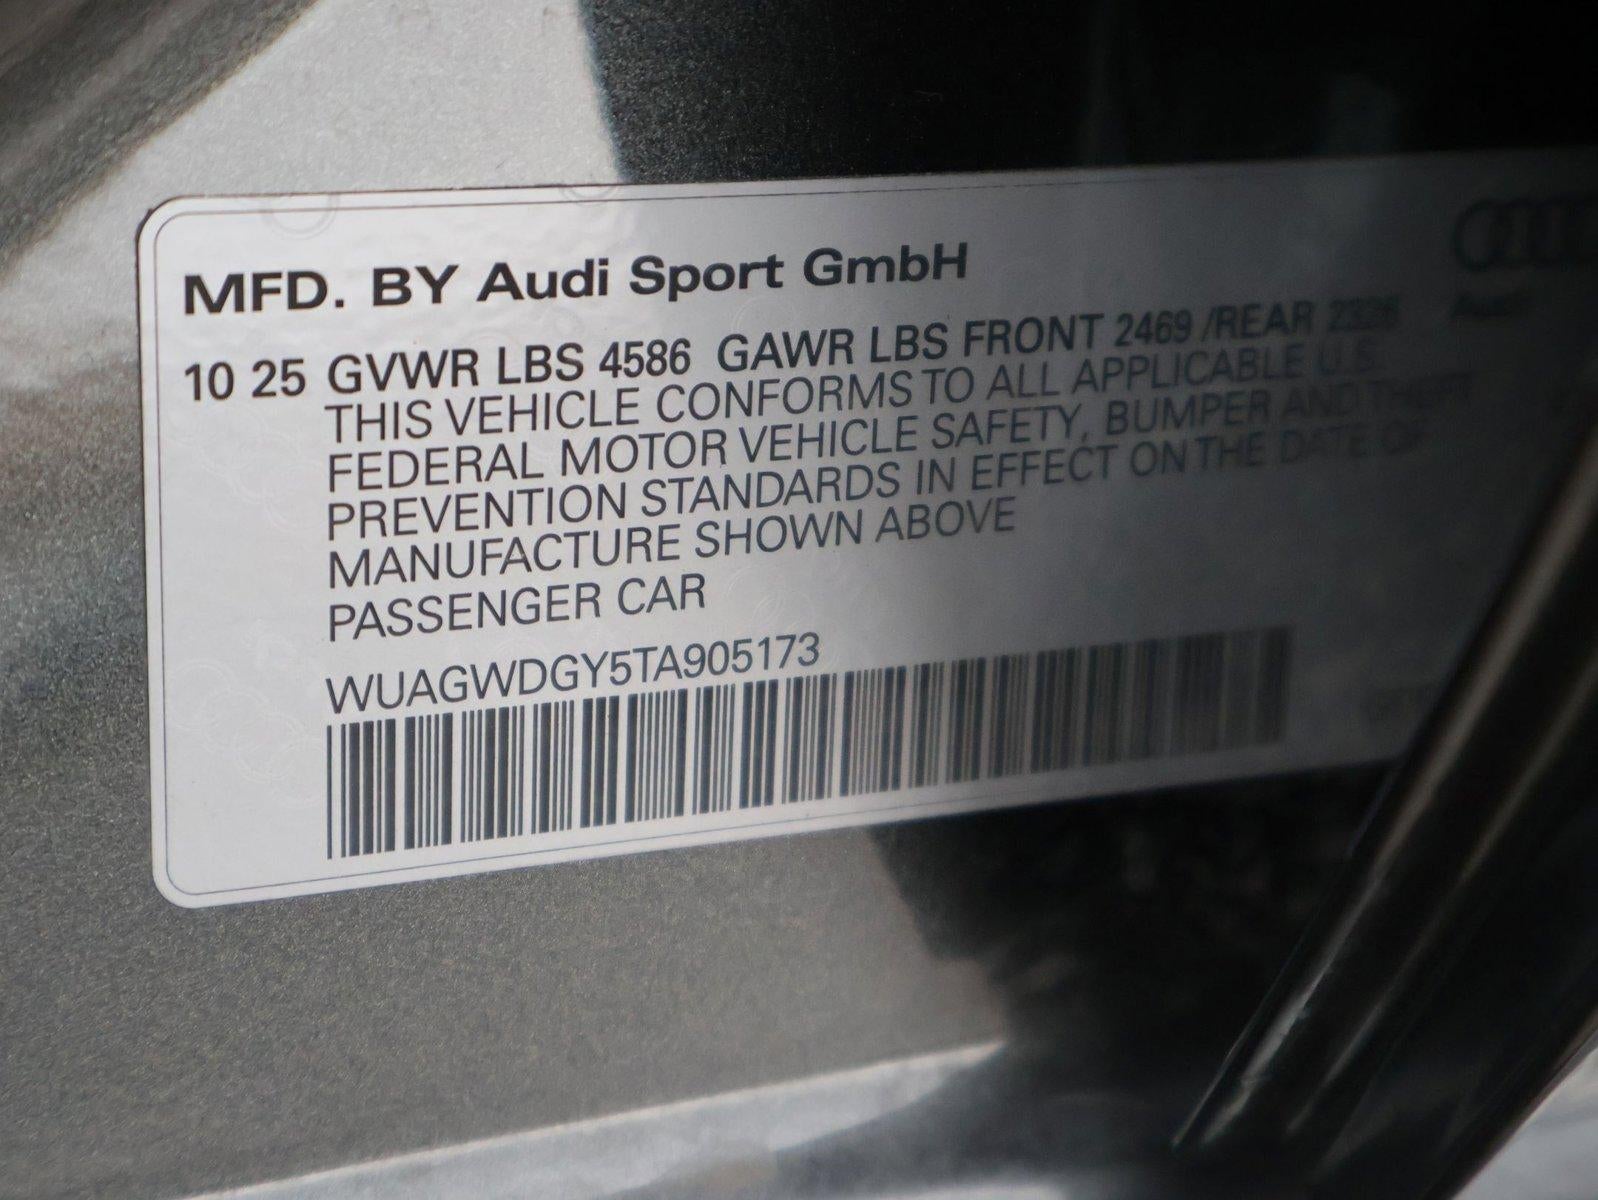 MFD. BY Audi Sport GmbH
10 25 GVWR LBS 4586 GAWR LBS FRONT 2469 /REAR
Audi
THIS VEHICLE CONFORMS TO ALL APPLICABLE U.S.
FEDERAL MOTOR VEHICLE SAFETY, BUMPER AND THEFT
PREVENTION STANDARDS IN EFFECT ON THE DATE OF
MANUFACTURE SHOWN ABOVE
PASSENGER CAR
WUAGWDGY5TA905173